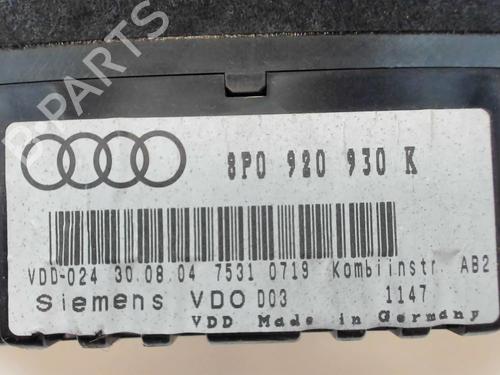 B-PARTS
8P0 920 930 K
VDD-024 30.08.04 7531 0719 Kombiinstr. AB2
Siemens VDO D03 1147
VDD Made in Germany